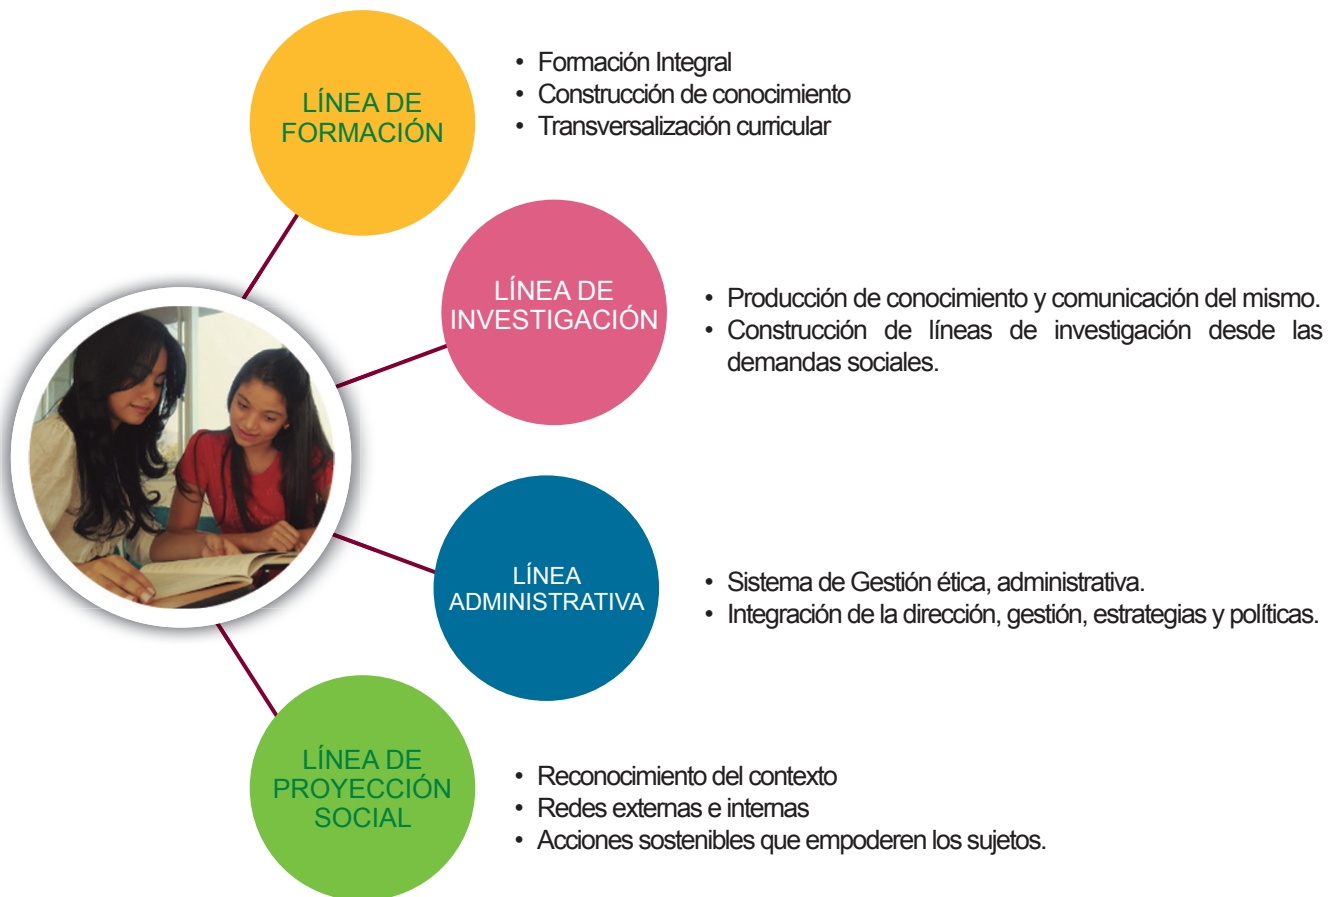 LÍNEA DE
FORMACIÓN
• Formación Integral
• Construcción de conocimiento
• Transversalización curricular
LÍNEA DE
INVESTIGACIÓN
• Producción de conocimiento y comunicación del mismo.
• Construcción de líneas de investigación desde las
demandas sociales.
LÍNEA
ADMINISTRATIVA
• Sistema de Gestión ética, administrativa.
• Integración de la dirección, gestión, estrategias y políticas.
LÍNEA DE
PROYECCIÓN
SOCIAL
• Reconocimiento del contexto
• Redes externas e internas
• Acciones sostenibles que empoderen los sujetos.